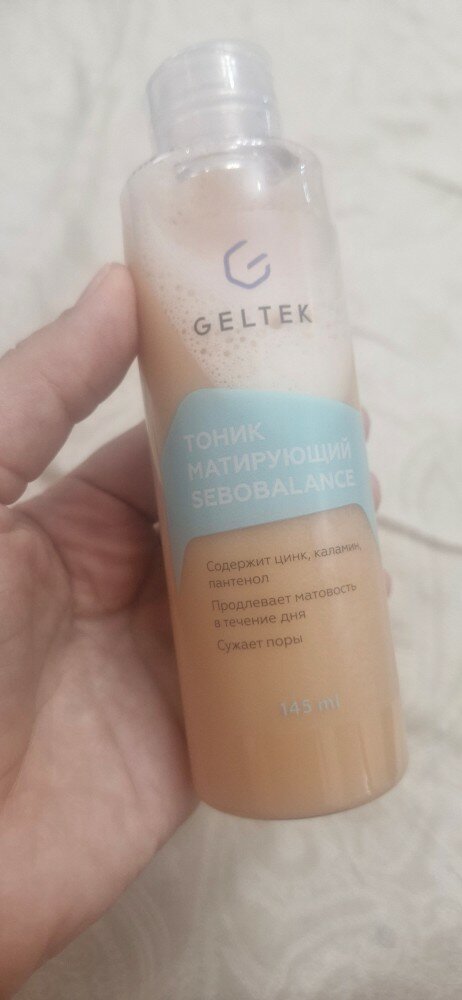 GELTEK
ТОНИК
МАТИРУЮЩИЙ
SEBOBALANCE
Содержит цинк, каламин,
пантенол
Продлевает матовость
в течение дня
Сужает поры
145 ml